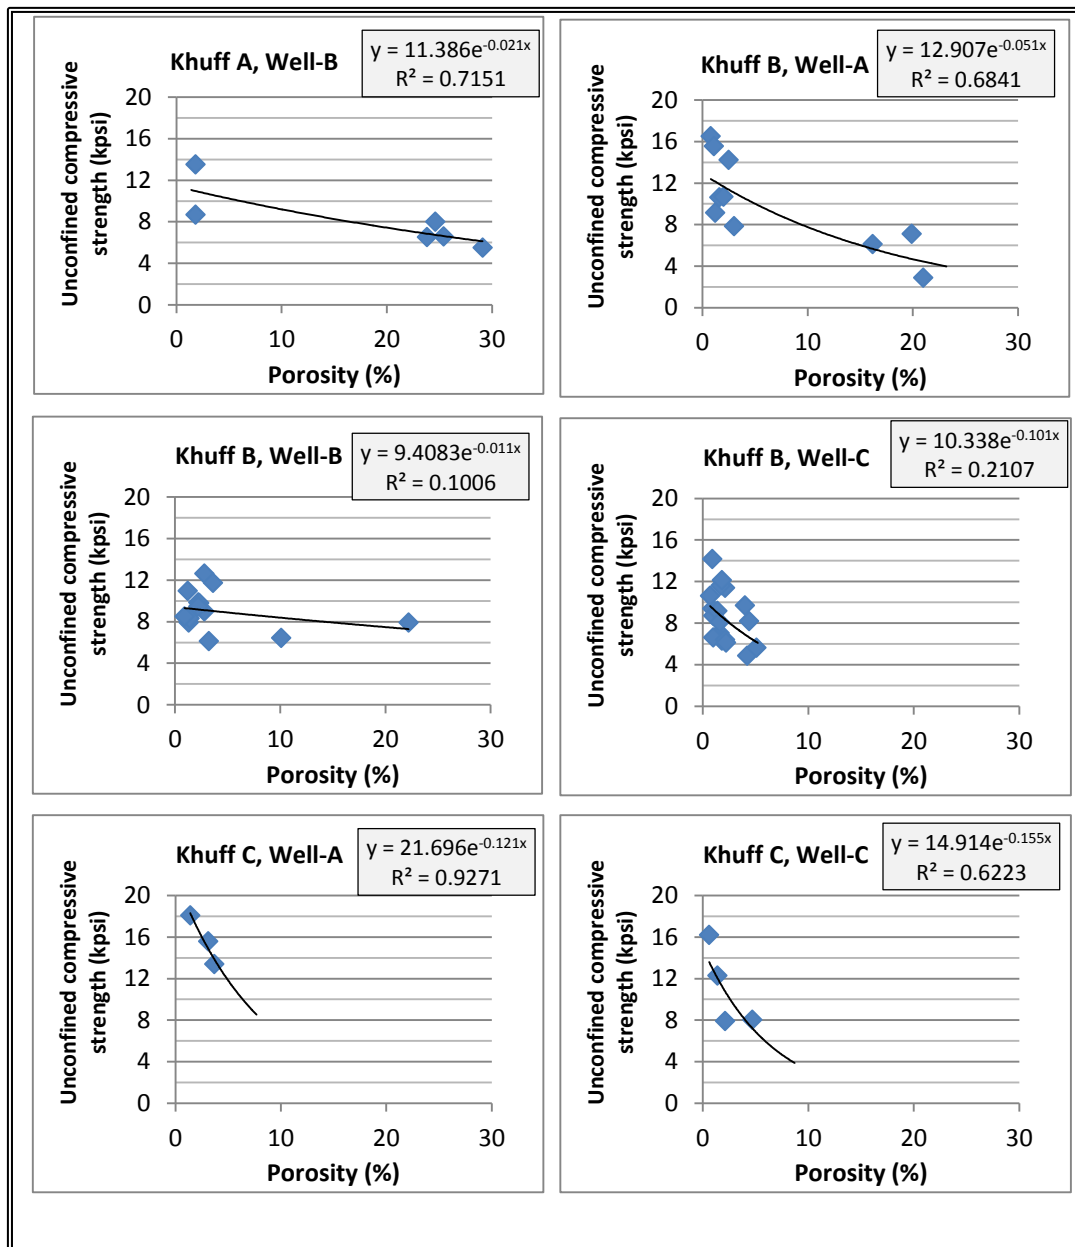 Khuff A, Well-B
y = 11.386e^-0.021x
R² = 0.7151
Unconfined compressive
strength (kpsi)
20
16
12
8
4
0
0 10 20 30
Porosity (%)
Khuff B, Well-A
y = 12.907e^-0.051x
R² = 0.6841
Unconfined compressive
strength (kpsi)
20
16
12
8
4
0
0 10 20 30
Porosity (%)
Khuff B, Well-B
y = 9.4083e^-0.011x
R² = 0.1006
Unconfined compressive
strength (kpsi)
20
16
12
8
4
0
0 10 20 30
Porosity (%)
Khuff B, Well-C
y = 10.338e^-0.101x
R² = 0.2107
Unconfined compressive
strength (kpsi)
20
16
12
8
4
0
0 10 20 30
Porosity (%)
Khuff C, Well-A
y = 21.696e^-0.121x
R² = 0.9271
Unconfined compressive
strength (kpsi)
20
16
12
8
4
0
0 10 20 30
Porosity (%)
Khuff C, Well-C
y = 14.914e^-0.155x
R² = 0.6223
Unconfined compressive
strength (kpsi)
20
16
12
8
4
0
0 10 20 30
Porosity (%)